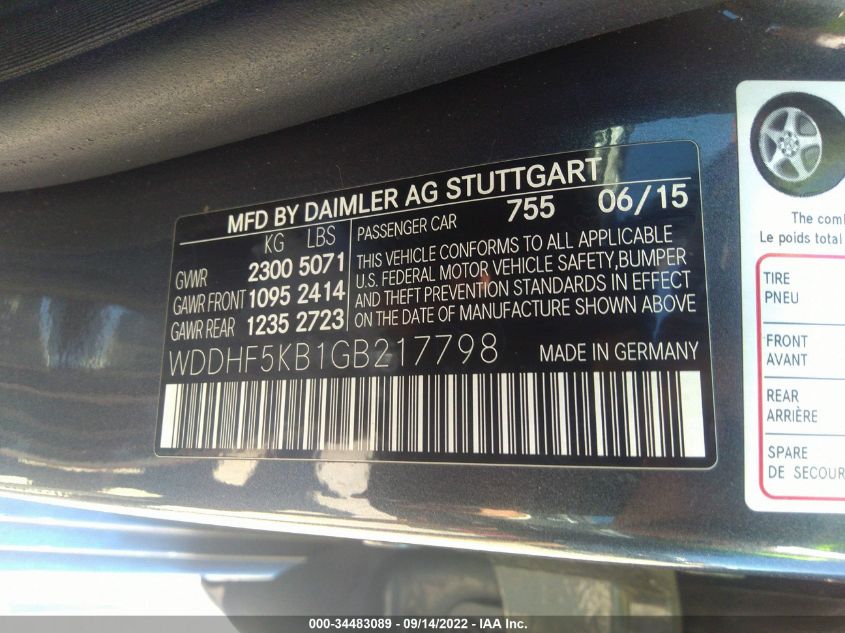 MFD BY DAIMLER AG STUTTGART
KG LBS
GVWR 2300 5071
GAWR FRONT 1095 2414
GAWR REAR 1235 2723
PASSENGER CAR 755 06/15
THIS VEHICLE CONFORMS TO ALL APPLICABLE
U.S. FEDERAL MOTOR VEHICLE SAFETY,BUMPER
AND THEFT PREVENTION STANDARDS IN EFFECT
ON THE DATE OF MANUFACTURE SHOWN ABOVE
WDDHF5KB1GB217798 MADE IN GERMANY
The comb
Le poids total
TIRE
PNEU
FRONT
AVANT
REAR
ARRIÈRE
SPARE
DE SECOUR
000-34483089 - 09/14/2022 - IAA Inc.